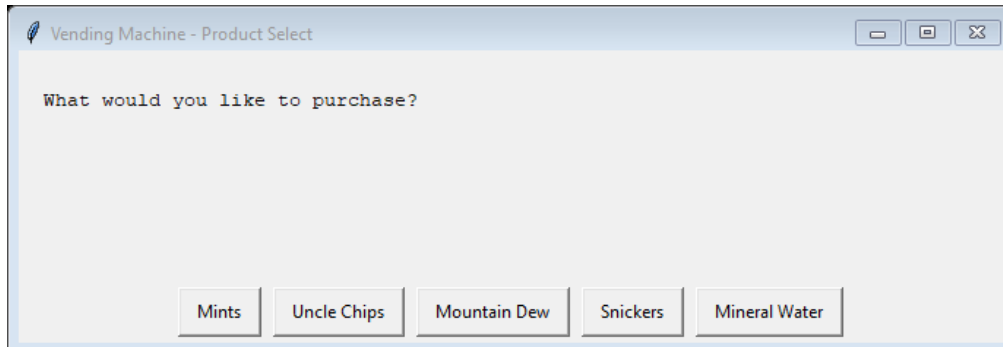 Vending Machine - Product Select
What would you like to purchase?
Mints Uncle Chips Mountain Dew Snickers Mineral Water